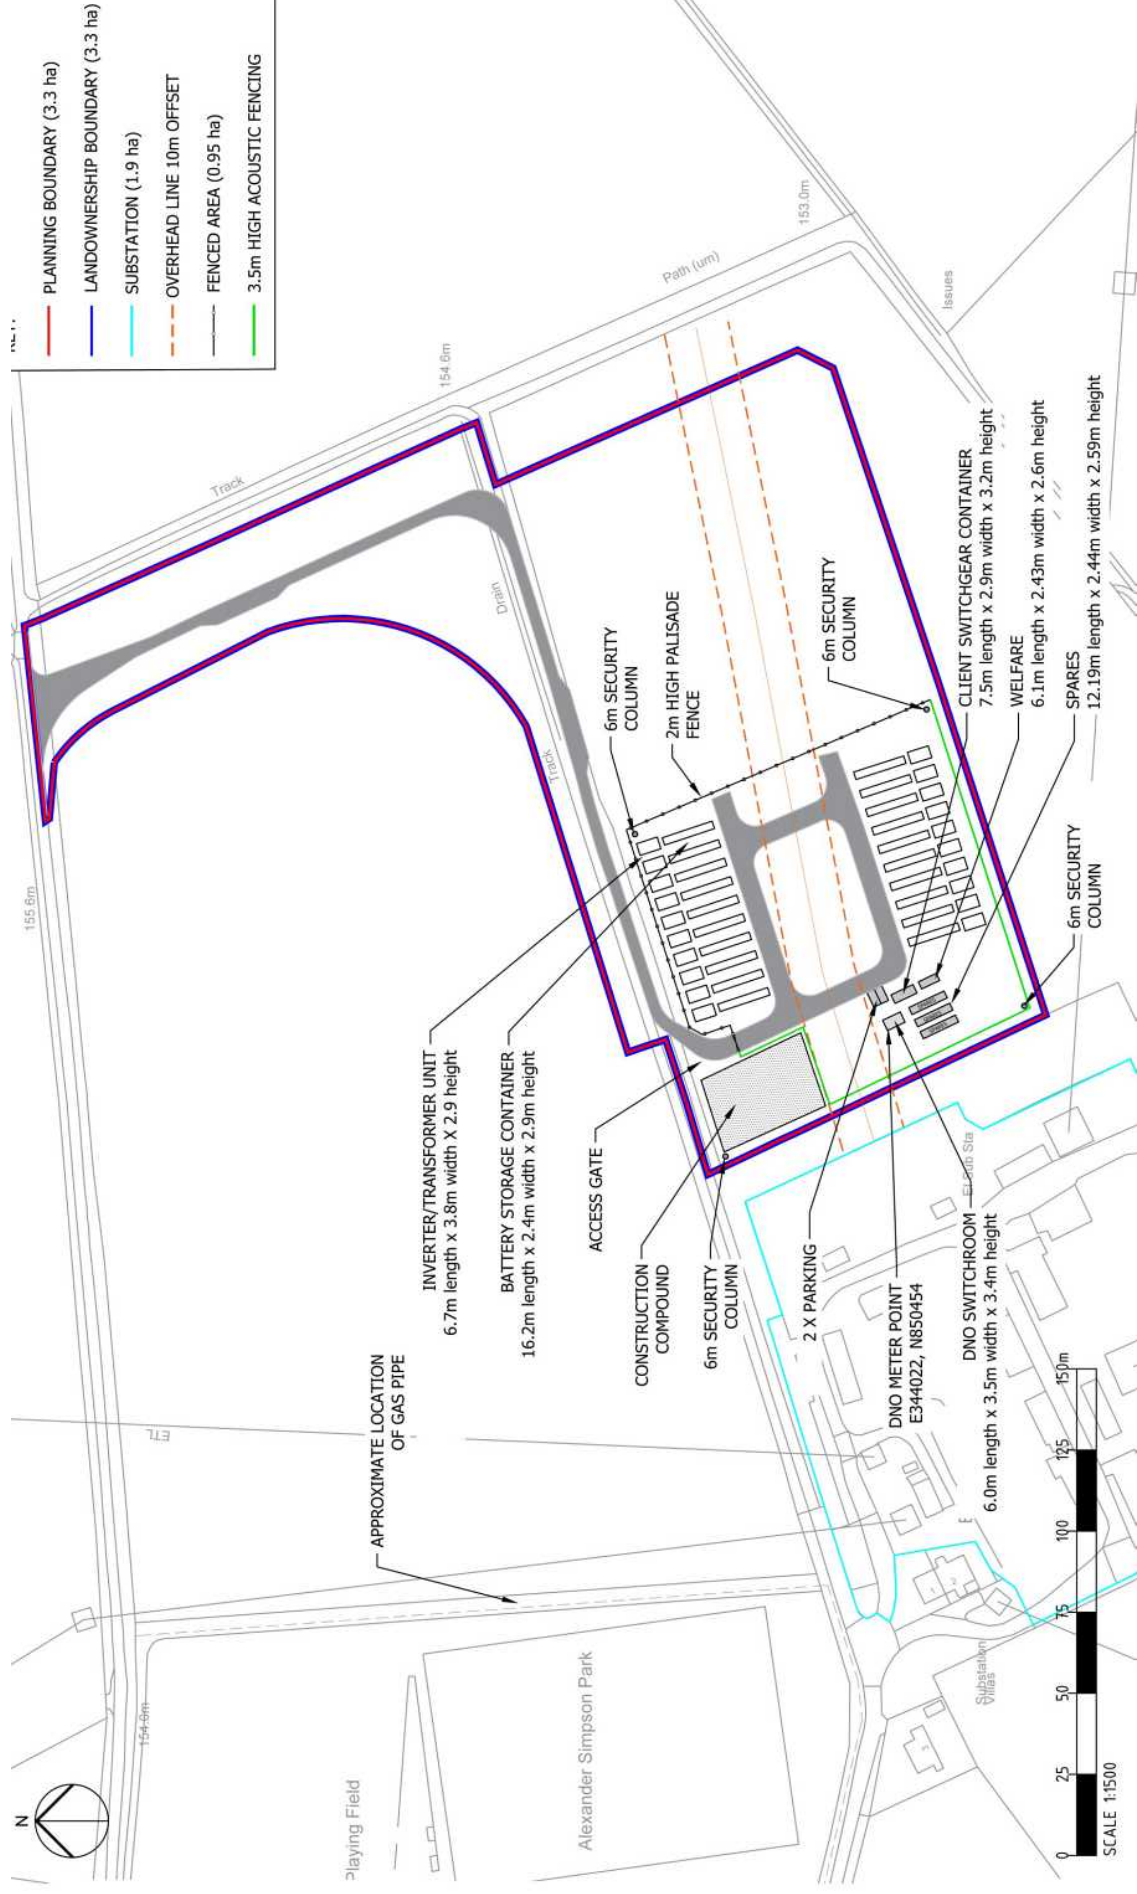 PLANNING BOUNDARY (3.3 ha)
LANDOWNERSHIP BOUNDARY (3.3 ha)
SUBSTATION (1.9 ha)
OVERHEAD LINE 10m OFFSET
FENCED AREA (0.95 ha)
3.5m HIGH ACOUSTIC FENCING
N
154.0m
155.6m
Track
154.6m
Path (um)
153.0m
Issues
Drain
Track
ETL
Playing Field
Alexander Simpson Park
APPROXIMATE LOCATION
OF GAS PIPE
INVERTER/TRANSFORMER UNIT
6.7m length x 3.8m width x 2.9 height
BATTERY STORAGE CONTAINER
16.2m length x 2.4m width x 2.9m height
ACCESS GATE
CONSTRUCTION
COMPOUND
6m SECURITY
COLUMN
6m SECURITY
COLUMN
2m HIGH PALISADE
FENCE
6m SECURITY
COLUMN
2 X PARKING
DNO METER POINT
E344022, N850454
DNO SWITCHROOM
6.0m length x 3.5m width x 3.4m height
El Sub Sta
CLIENT SWITCHGEAR CONTAINER
7.5m length x 2.9m width x 3.2m height
WELFARE
6.1m length x 2.43m width x 2.6m height
SPARES
12.19m length x 2.44m width x 2.59m height
6m SECURITY
COLUMN
1
2
3
Substation
Villas
0 25 50 75 100 125 150m
SCALE 1:1500